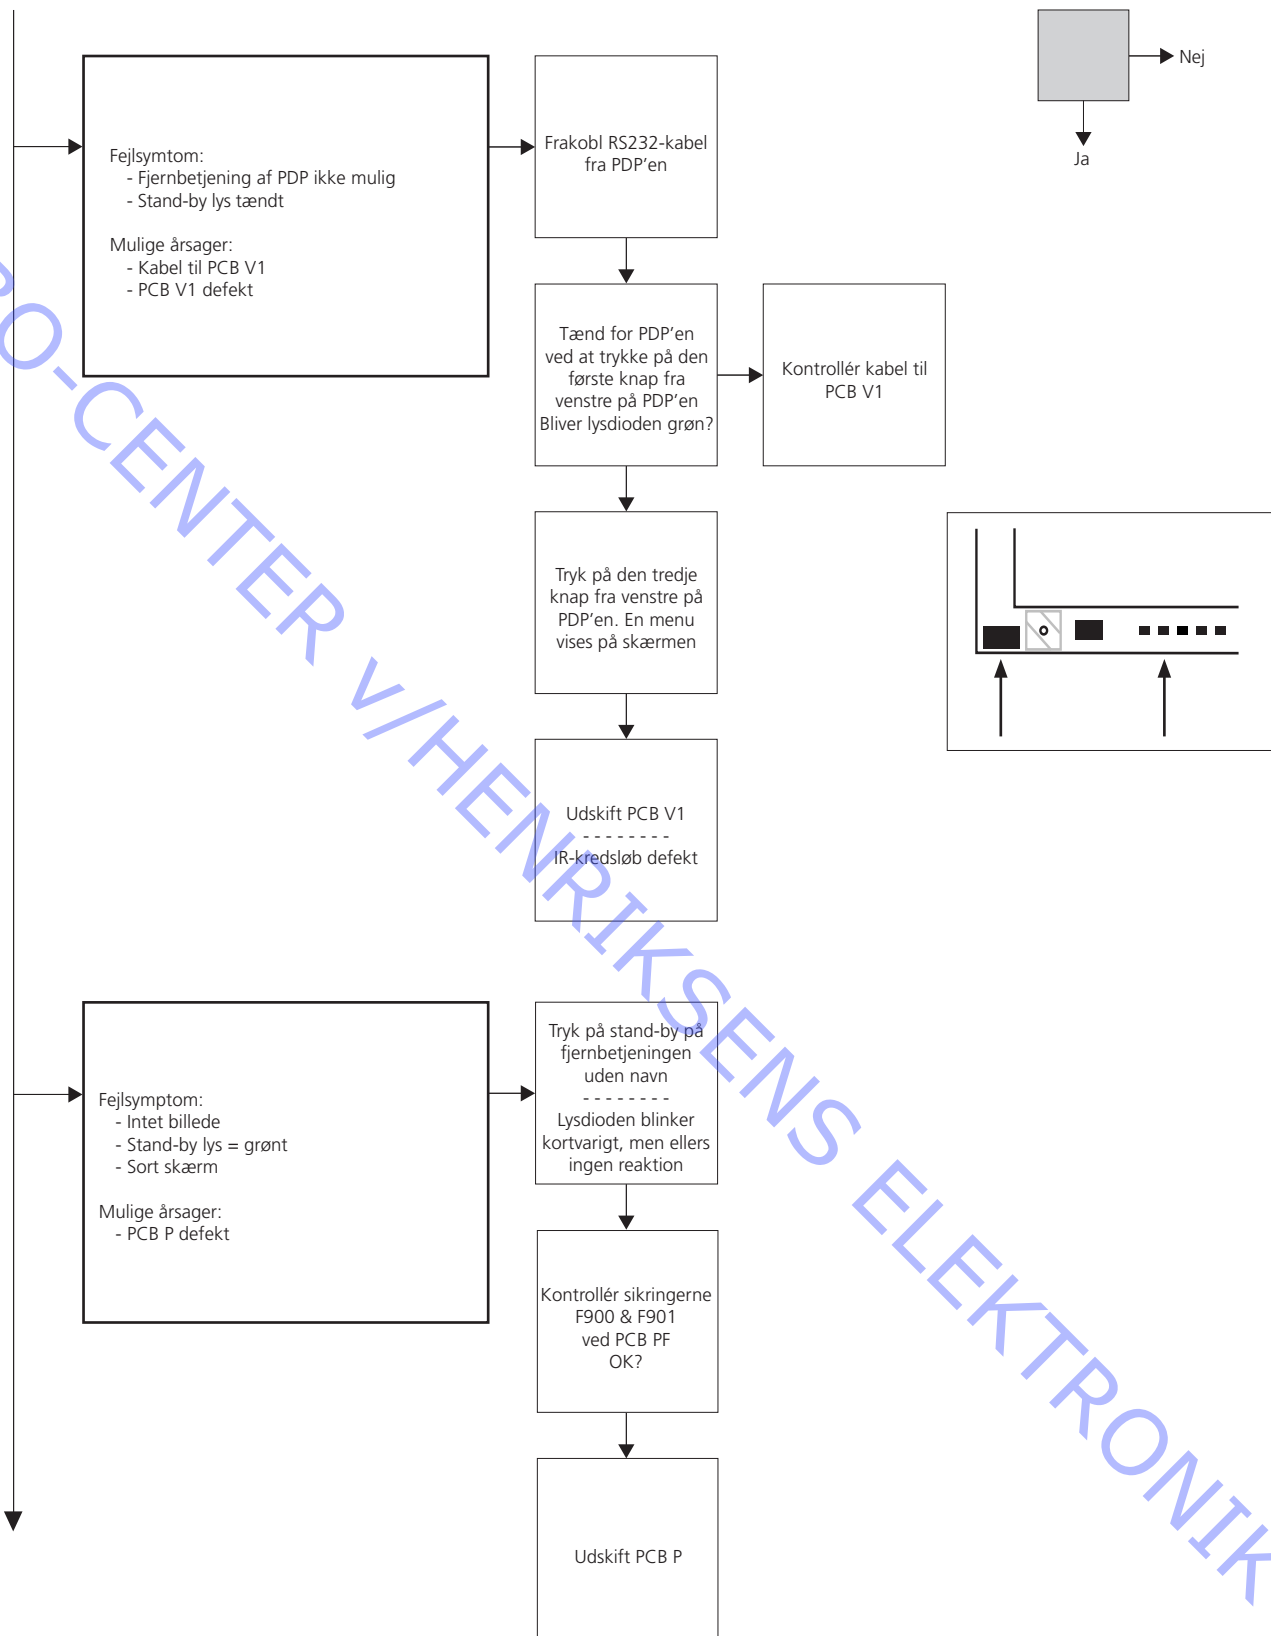 Nej
Ja
Fejlsymtom:
- Fjernbetjening af PDP ikke mulig
- Stand-by lys tændt
Mulige årsager:
- Kabel til PCB V1
- PCB V1 defekt
Frakobl RS232-kabel
fra PDP'en
Tænd for PDP'en
ved at trykke på den
første knap fra
venstre på PDP'en
Bliver lysdioden grøn?
Kontrollér kabel til
PCB V1
Tryk på den tredje
knap fra venstre på
PDP'en. En menu
vises på skærmen
Udskift PCB V1
- - - - - - - -
IR-kredsløb defekt
Fejlsymptom:
- Intet billede
- Stand-by lys = grønt
- Sort skærm
Mulige årsager:
- PCB P defekt
Tryk på stand-by på
fjernbetjeningen
uden navn
- - - - - - - -
Lysdioden blinker
kortvarigt, men ellers
ingen reaktion
Kontrollér sikringerne
F900 & F901
ved PCB PF
OK?
Udskift PCB P
RO-CENTER v/HENRIKSENS ELEKTRONIK